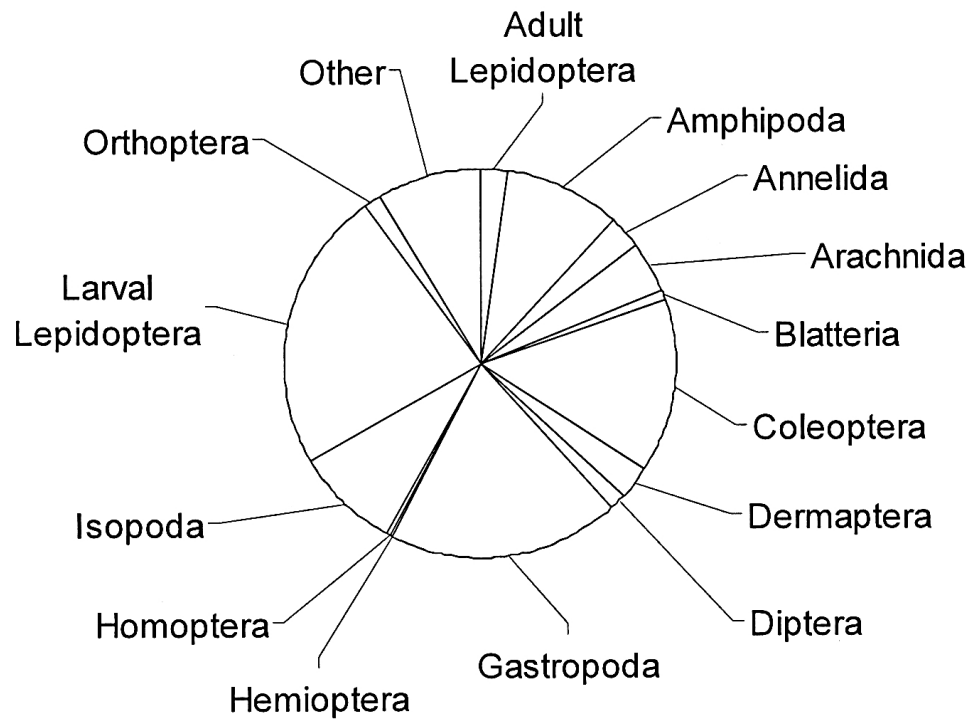 Adult
Lepidoptera
Amphipoda
Annelida
Arachnida
Blatteria
Coleoptera
Dermaptera
Diptera
Gastropoda
Hemioptera
Homoptera
Isopoda
Larval
Lepidoptera
Orthoptera
Other